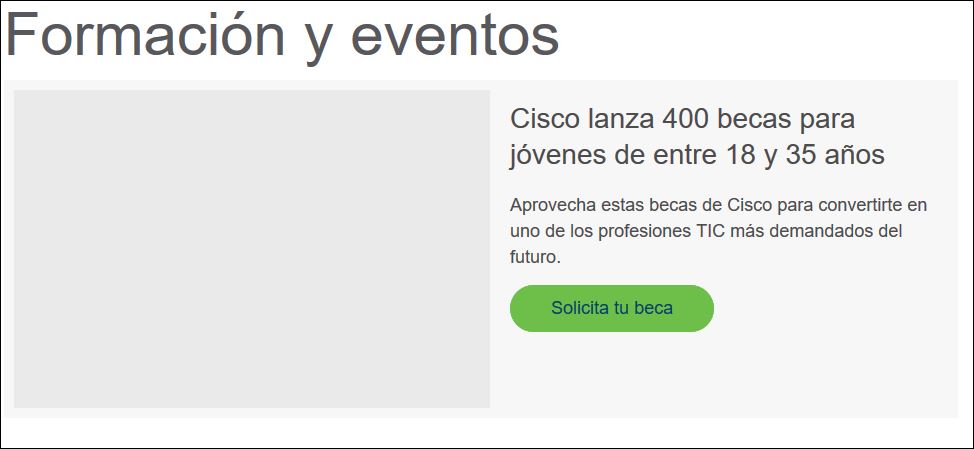 Formación y eventos
Cisco lanza 400 becas para
jóvenes de entre 18 y 35 años
Aprovecha estas becas de Cisco para convertirte en
uno de los profesiones TIC más demandados del
futuro.
Solicita tu beca